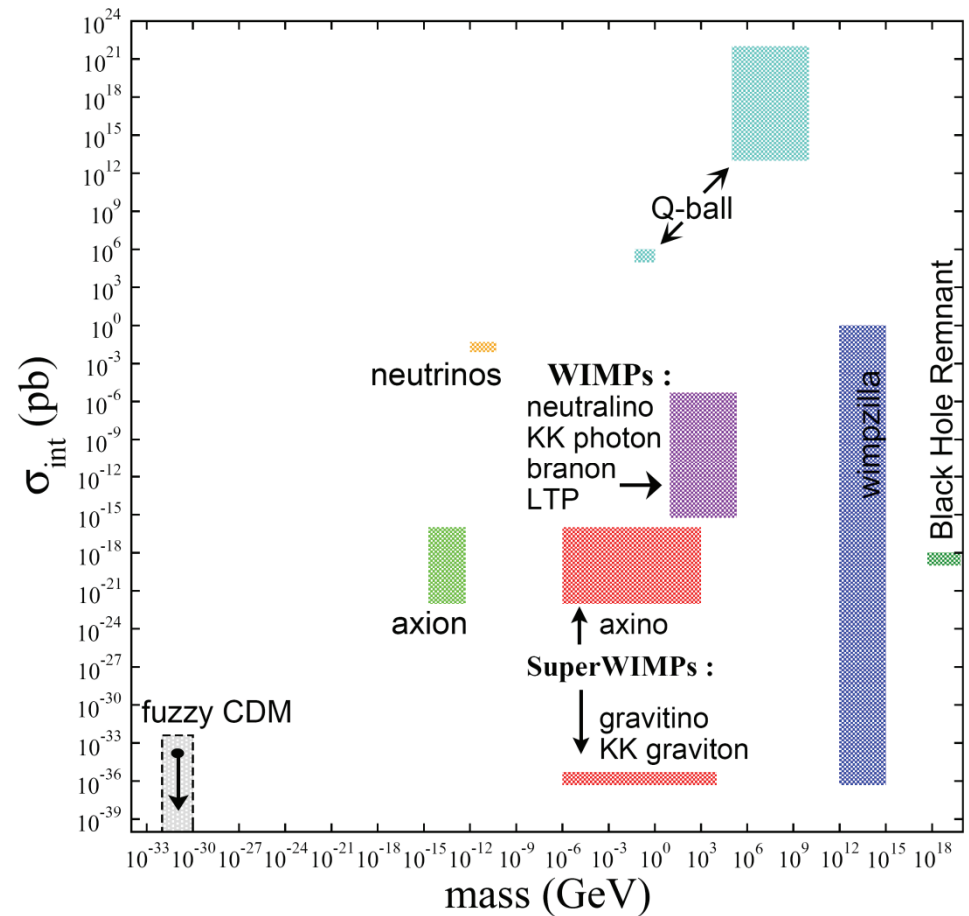 10^24
10^21
10^18
10^15
10^12
10^9
10^6
10^3
10^0
10^-3
10^-6
10^-9
10^-12
10^-15
10^-18
10^-21
10^-24
10^-27
10^-30
10^-33
10^-36
10^-39
σ_int (pb)
Q-ball
neutrinos
WIMPs :
neutralino
KK photon
branon
LTP
wimpzilla
Black Hole Remnant
axion
axino
SuperWIMPs :
gravitino
KK graviton
fuzzy CDM
10^-33 10^-30 10^-27 10^-24 10^-21 10^-18 10^-15 10^-12 10^-9 10^-6 10^-3 10^0 10^3 10^6 10^9 10^12 10^15 10^18
mass (GeV)